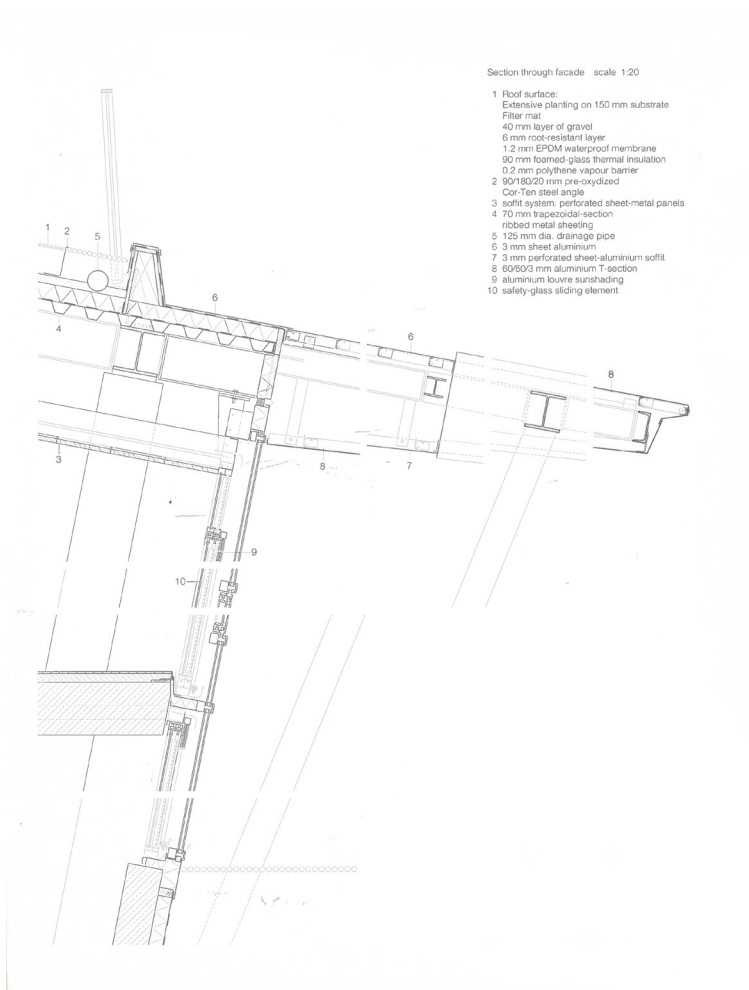 Section through facade scale 1:20
1 Roof surface:
Extensive planting on 150 mm substrate
Filter mat
40 mm layer of gravel
6 mm root-resistant layer
1.2 mm EPDM waterproof membrane
90 mm foamed-glass thermal insulation
0.2 mm polythene vapour barrier
2 90/180/20 mm pre-oxydized
Cor-Ten steel angle
3 soffit system: perforated sheet-metal panels
4 70 mm trapezoidal-section
ribbed metal sheeting
5 125 mm dia. drainage pipe
6 3 mm sheet aluminium
7 3 mm perforated sheet-aluminium soffit
8 60/60/3 mm aluminium T-section
9 aluminium louvre sunshading
10 safety-glass sliding element
1 2 5
6
4
6
8
3
8
7
9
10